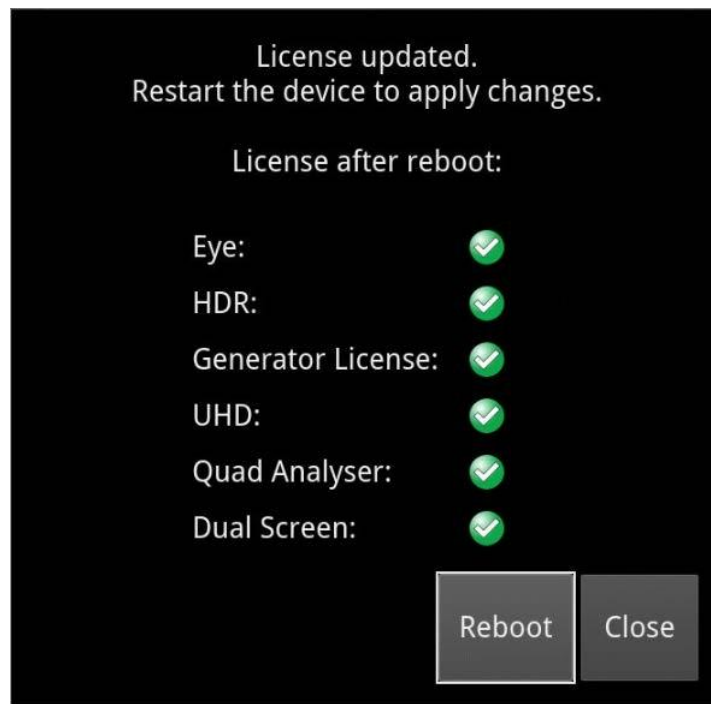 License updated.
Restart the device to apply changes.
License after reboot:
Eye:
HDR:
Generator License:
UHD:
Quad Analyser:
Dual Screen:
Reboot Close